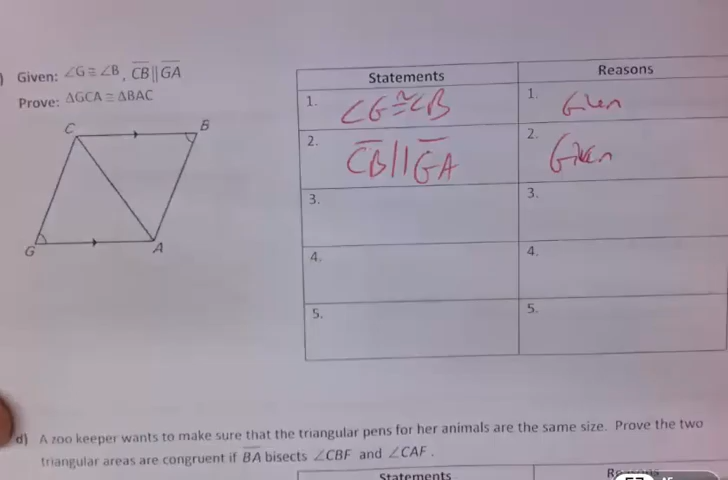 ) Given: ∠G ≅ ∠B, CB || GA
Prove: ΔGCA ≅ ΔBAC
C
B
G
A
Statements
Reasons
1. ∠G ≅ ∠B
1. Given
2. CB || GA
2. Given
3.
3.
4.
4.
5.
5.
d) A zoo keeper wants to make sure that the triangular pens for her animals are the same size. Prove the two
triangular areas are congruent if BA bisects ∠CBF and ∠CAF.
Statements